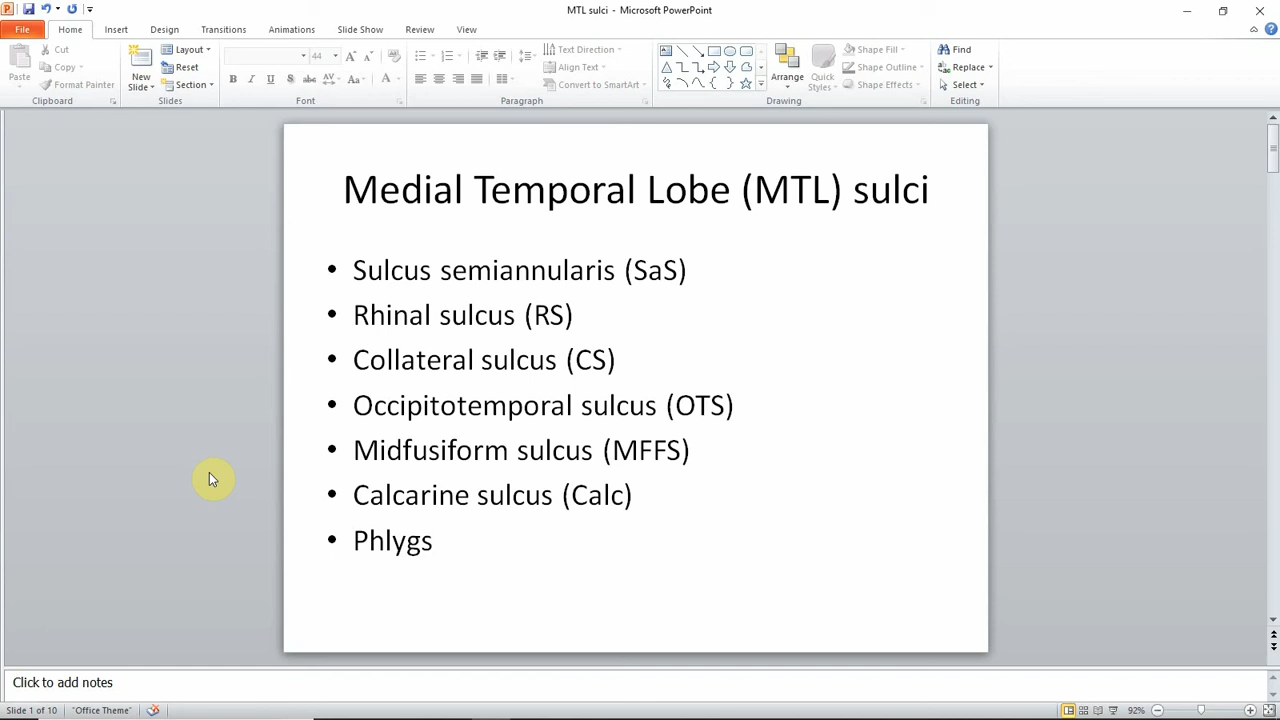 MTL sulci - Microsoft PowerPoint
File Home Insert Design Transitions Animations Slide Show Review View
Paste
Cut
Copy
Format Painter
Clipboard
New Slide
Layout
Reset
Section
Slides
44
B I U S abc AV Aa A
Font
Text Direction
Align Text
Convert to SmartArt
Paragraph
Arrange
Quick Styles
Shape Fill
Shape Outline
Shape Effects
Drawing
Find
Replace
Select
Editing
Medial Temporal Lobe (MTL) sulci
• Sulcus semiannularis (SaS)
• Rhinal sulcus (RS)
• Collateral sulcus (CS)
• Occipitotemporal sulcus (OTS)
• Midfusiform sulcus (MFFS)
• Calcarine sulcus (Calc)
• Phlygs
Click to add notes
Slide 1 of 10 "Office Theme" 92%